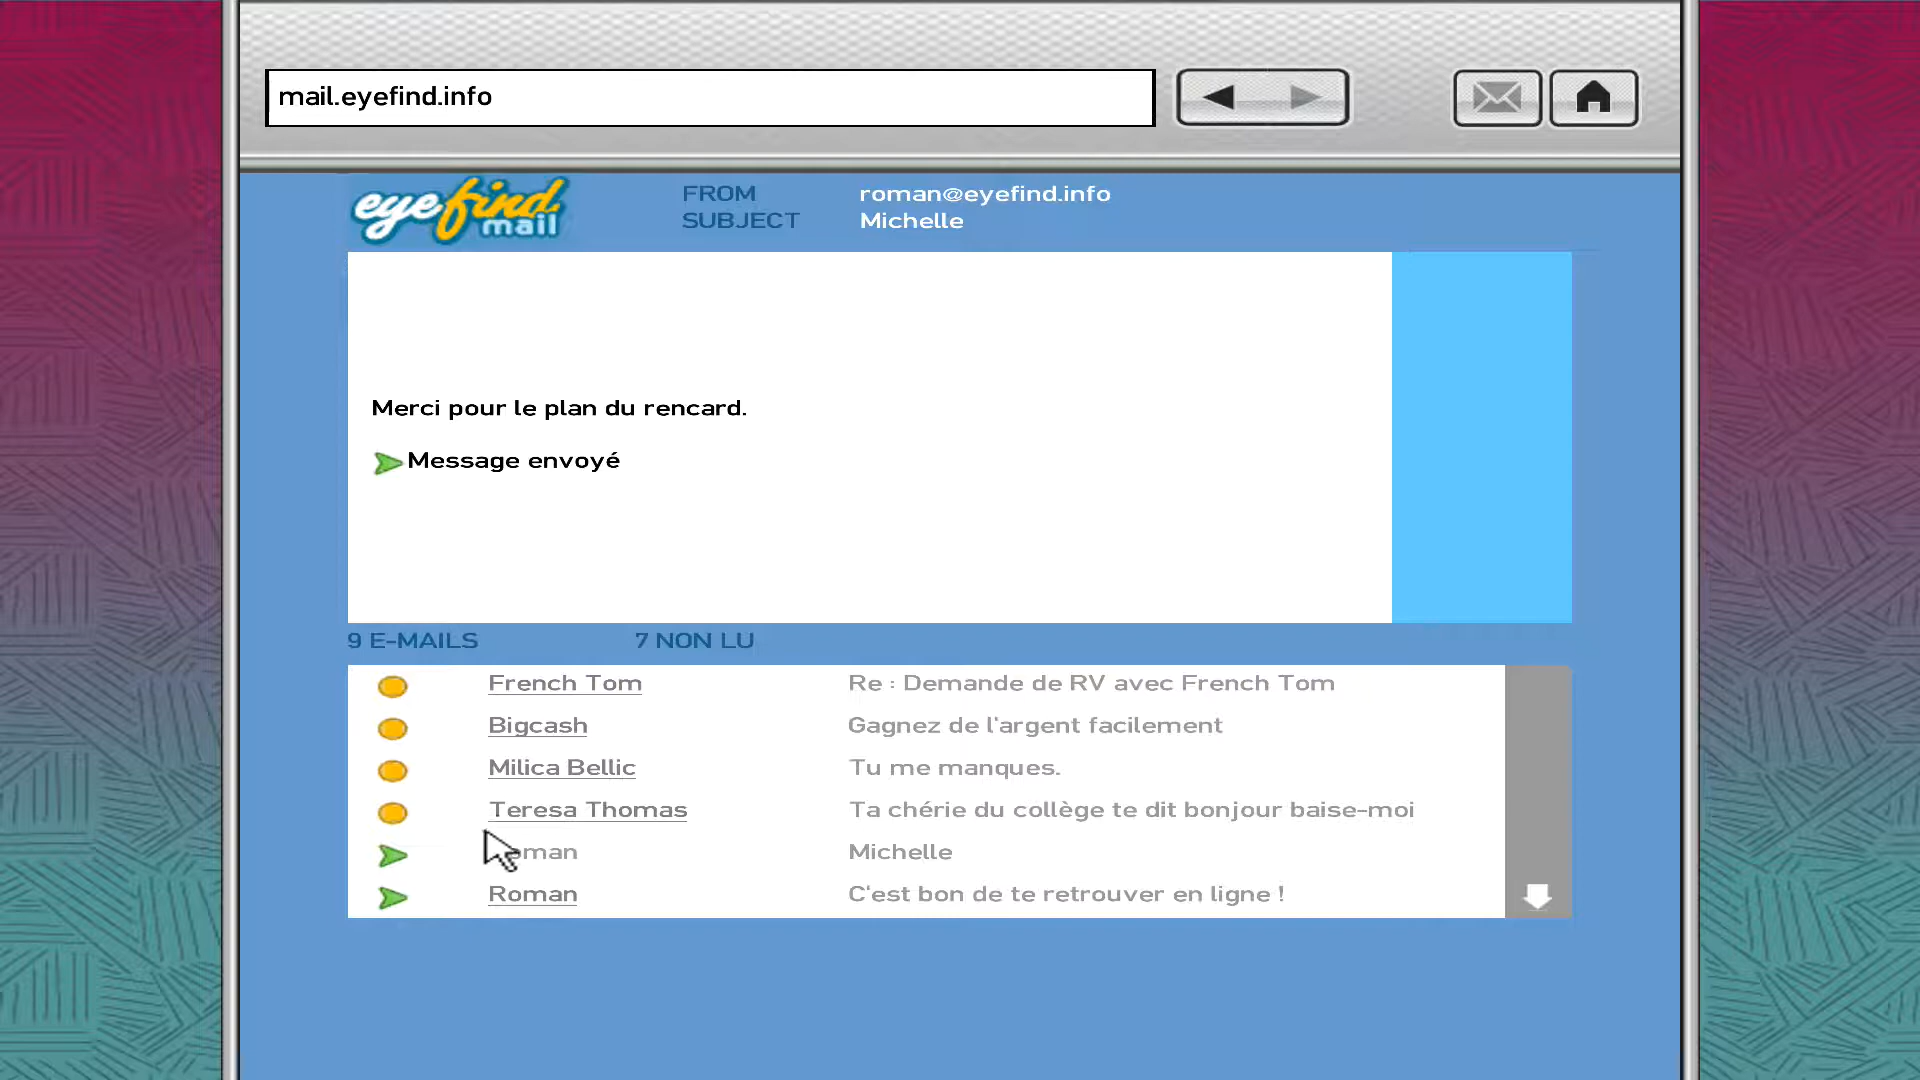 mail.eyefind.info
eyefind mail
FROM roman@eyefind.info
SUBJECT Michelle
Merci pour le plan du rencard.
Message envoyé
9 E-MAILS 7 NON LU
French Tom Re : Demande de RV avec French Tom
Bigcash Gagnez de l'argent facilement
Milica Bellic Tu me manques.
Teresa Thomas Ta chérie du collège te dit bonjour baise-moi
Roman Michelle
Roman C'est bon de te retrouver en ligne !